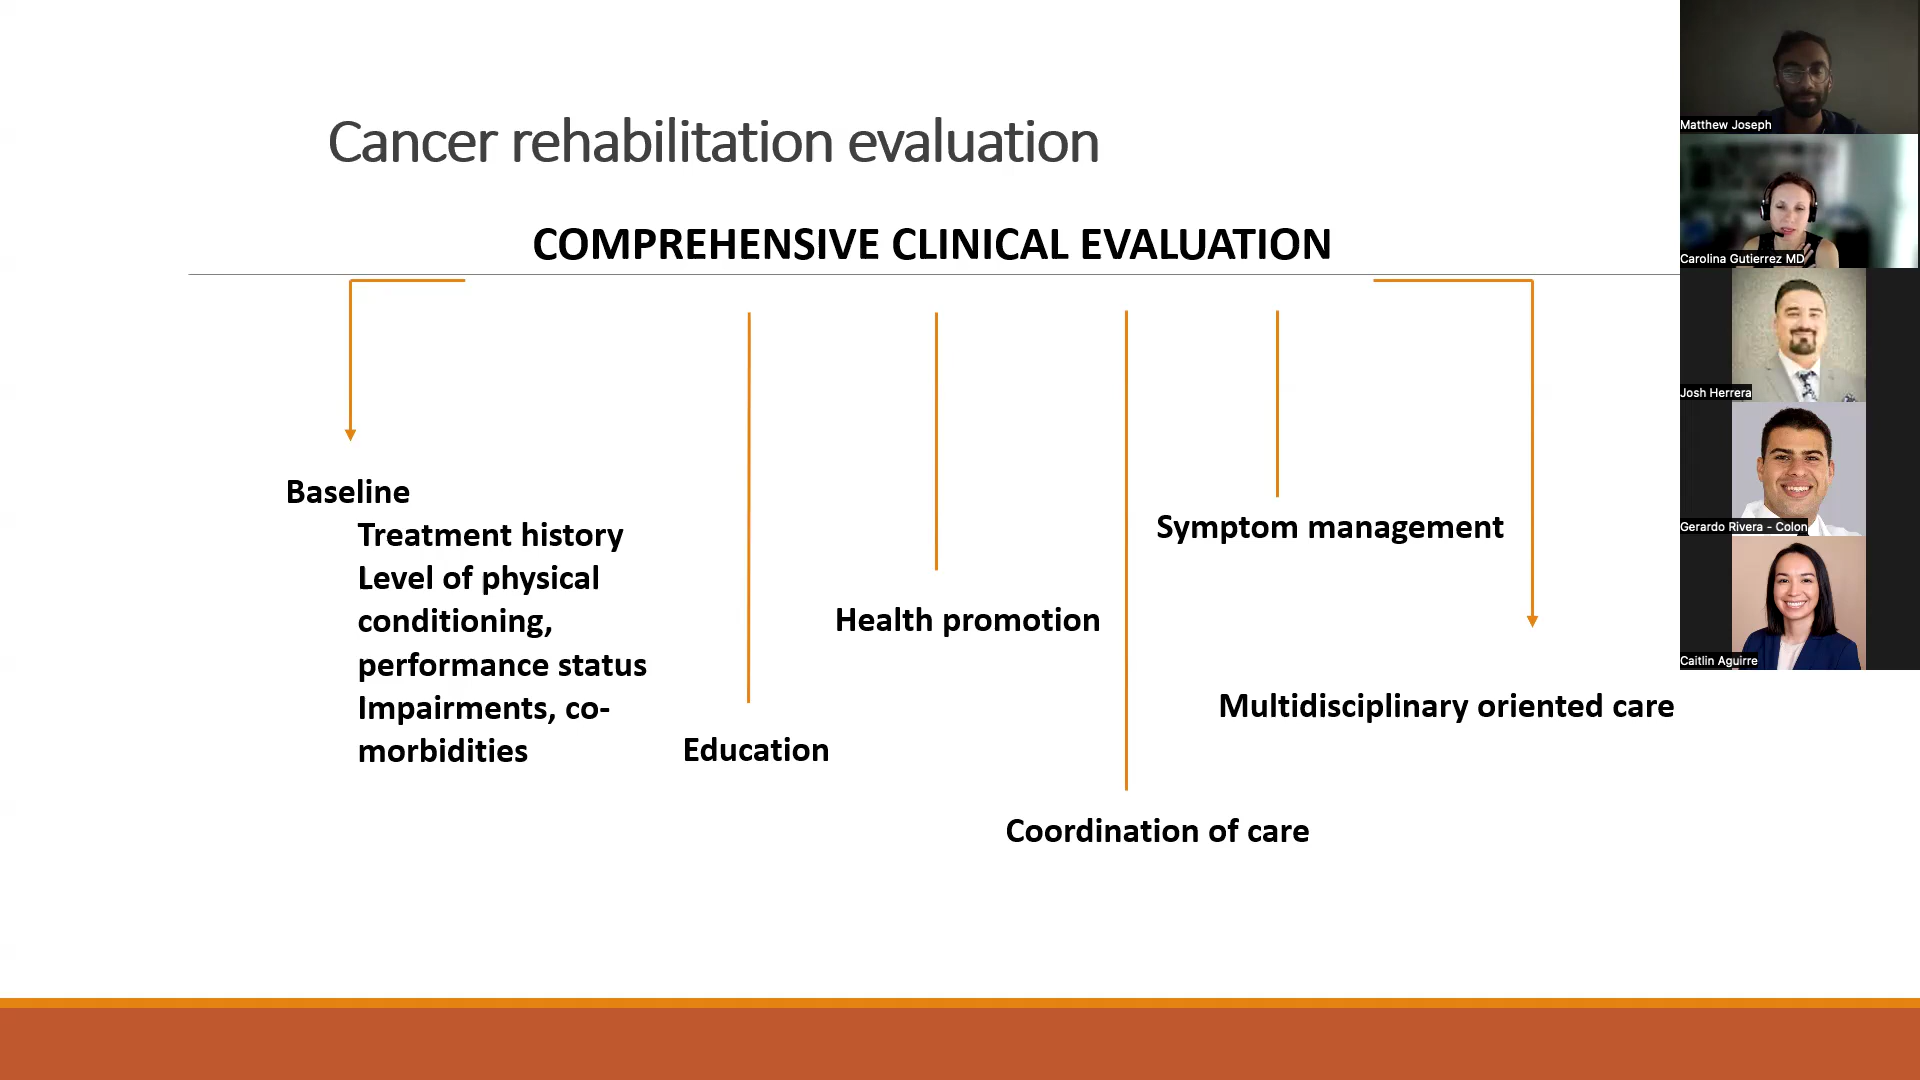 Cancer rehabilitation evaluation
COMPREHENSIVE CLINICAL EVALUATION
Baseline
Treatment history
Level of physical
conditioning,
performance status
Impairments, co-
morbidities
Education
Health promotion
Coordination of care
Symptom management
Multidisciplinary oriented care
Matthew Joseph
Carolina Gutierrez MD
Josh Herrera
Gerardo Rivera - Colon
Caitlin Aguirre